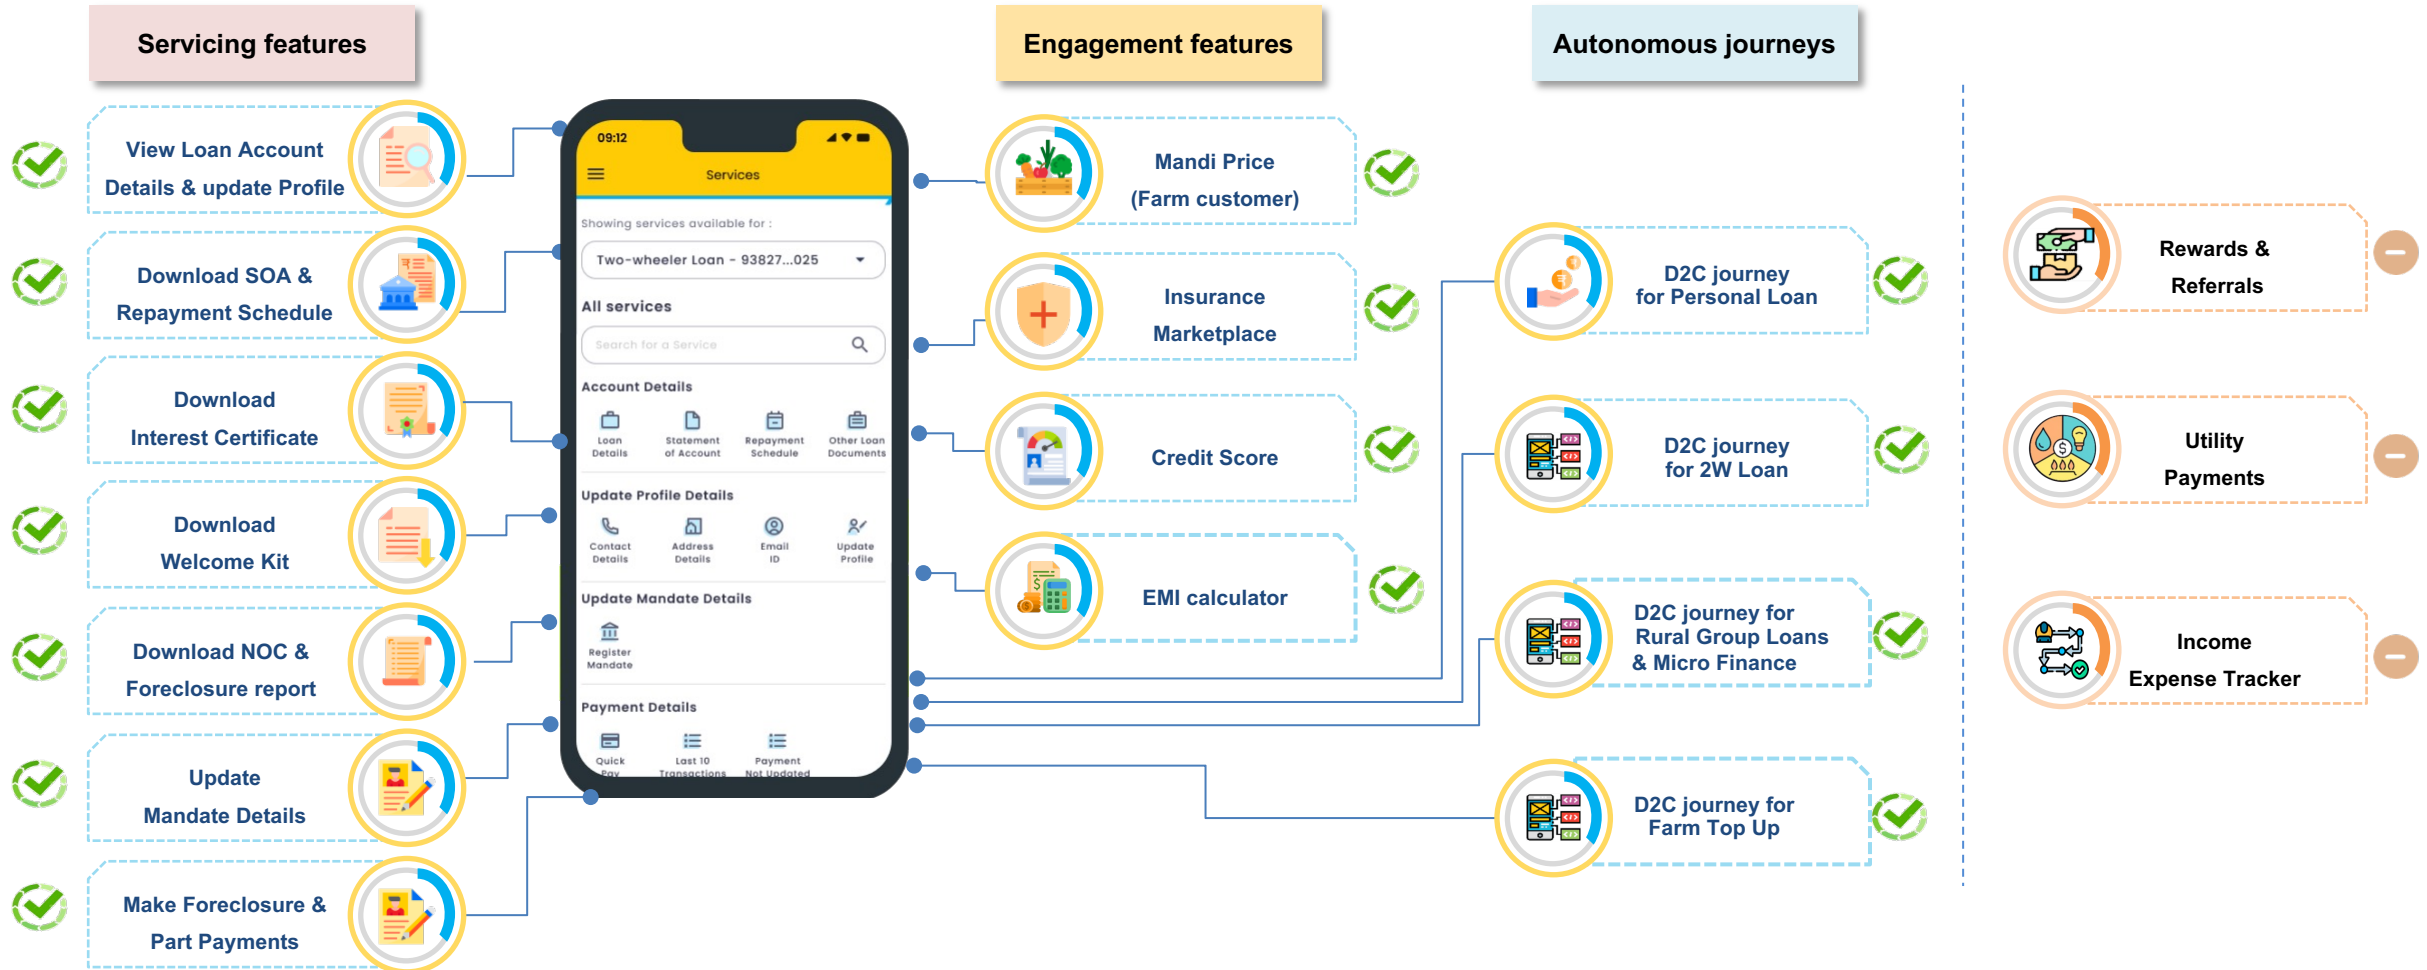 Servicing features
Engagement features
Autonomous journeys
View Loan Account
Details & update Profile
Download SOA &
Repayment Schedule
Download
Interest Certificate
Download
Welcome Kit
Download NOC &
Foreclosure report
Update
Mandate Details
Make Foreclosure &
Part Payments
09:12
Services
Showing services available for :
Two-wheeler Loan - 93827...025
All services
Search for a Service
Account Details
Loan
Details
Statement
of Account
Repayment
Schedule
Other Loan
Documents
Update Profile Details
Contact
Details
Address
Details
Email
ID
Update
Profile
Update Mandate Details
Register
Mandate
Payment Details
Quick
Pay
Last 10
Transactions
Payment
Not Updated
Mandi Price
(Farm customer)
Insurance
Marketplace
Credit Score
EMI calculator
D2C journey
for Personal Loan
D2C journey
for 2W Loan
D2C journey for
Rural Group Loans
& Micro Finance
D2C journey for
Farm Top Up
Rewards &
Referrals
Utility
Payments
Income
Expense Tracker